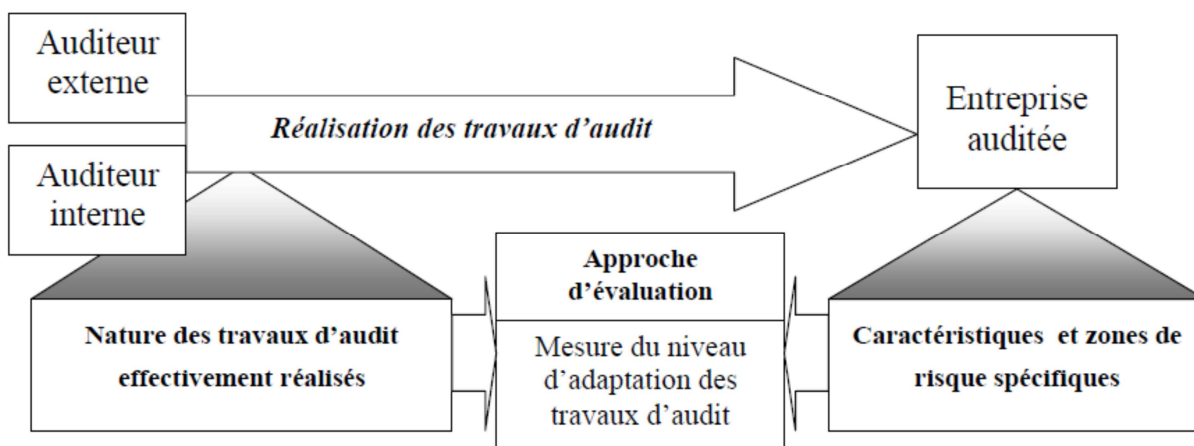 Auditeur
externe
Réalisation des travaux d'audit
Entreprise
auditée
Auditeur
interne
Nature des travaux d'audit
effectivement réalisés
Approche
d'évaluation
Mesure du niveau
d'adaptation des
travaux d'audit
Caractéristiques et zones de
risque spécifiques